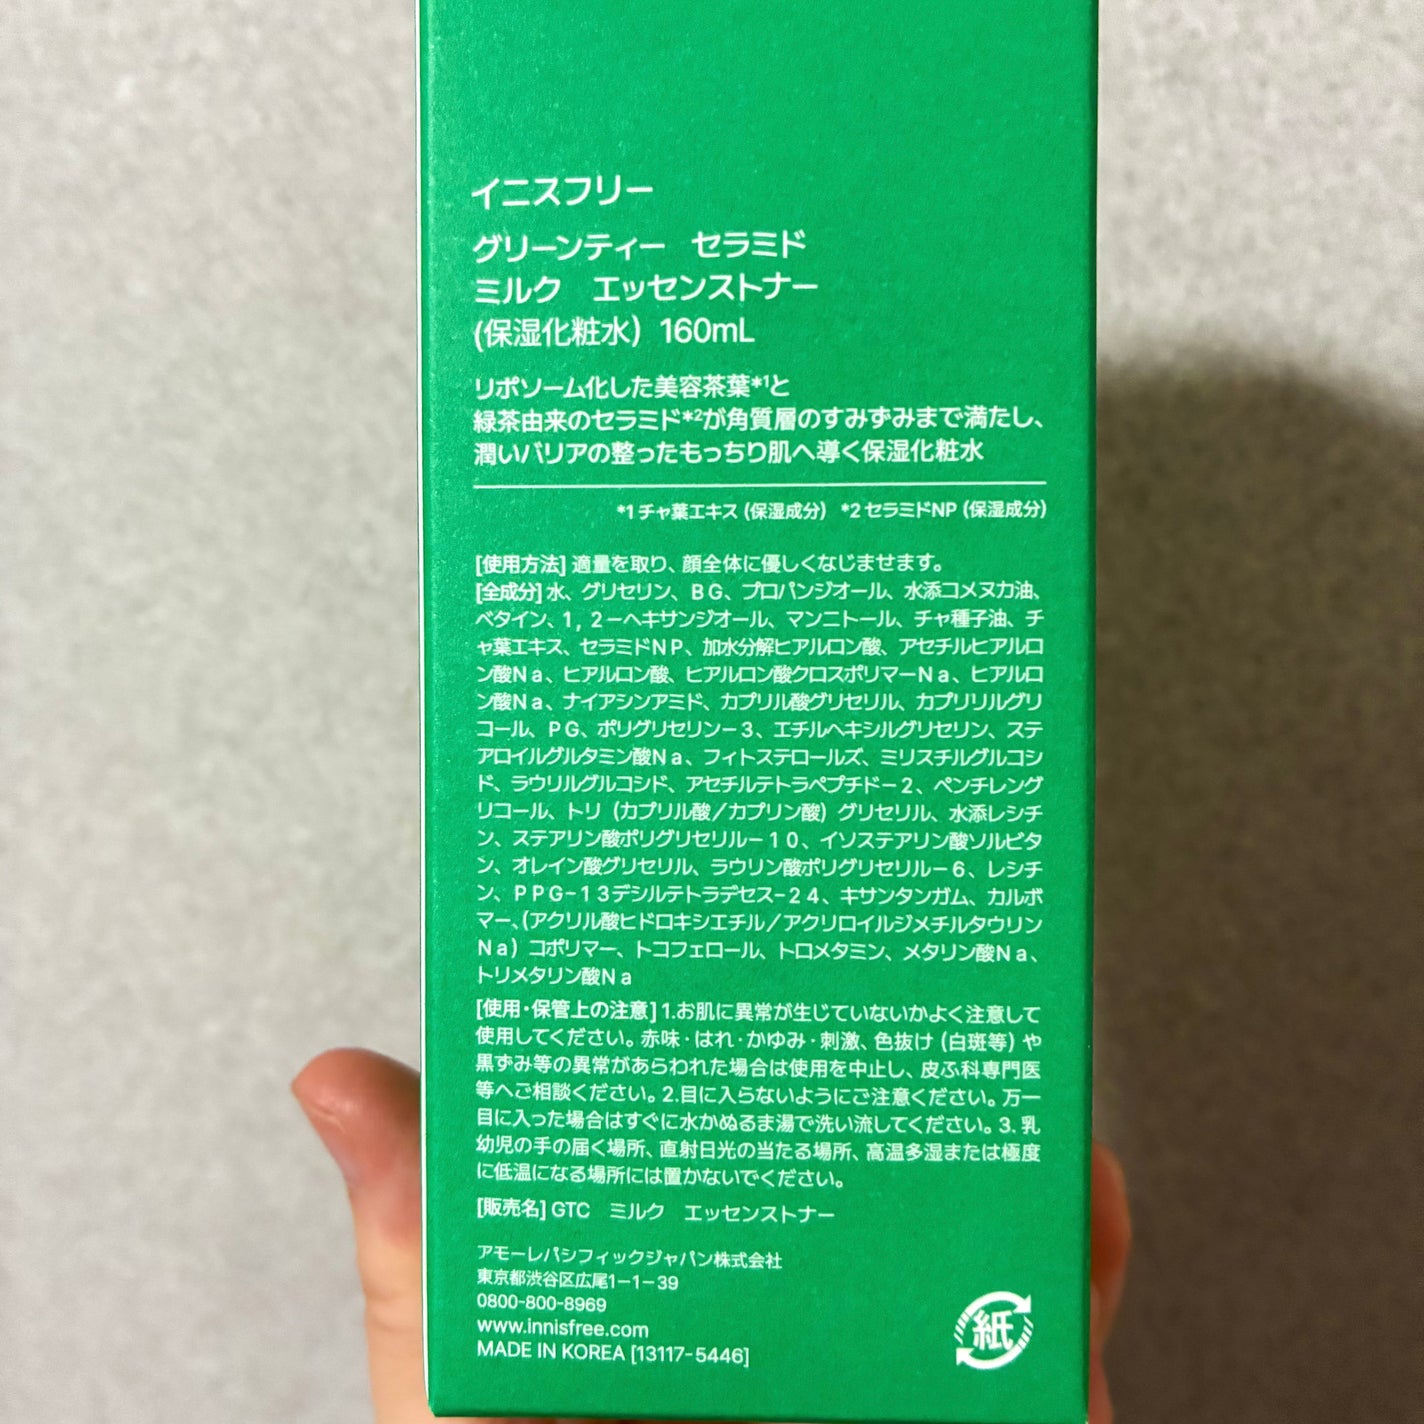 イニスフリー
グリーンティー　セラミド
ミルク　エッセンストナー
(保湿化粧水）160mL
リポソーム化した美容茶葉*1と
緑茶由来のセラミド*2が角質層のすみずみまで満たし、
潤いバリアの整ったもっちり肌へ導く保湿化粧水
*1 チャ葉エキス (保湿成分)　*2 セラミドNP (保湿成分)
[使用方法] 適量を取り、顔全体に優しくなじませます。
[全成分] 水、グリセリン、ＢＧ、プロパンジオール、水添コメヌカ油、
ベタイン、１，２－ヘキサンジオール、マンニトール、チャ種子油、チ
ャ葉エキス、セラミドＮＰ、加水分解ヒアルロン酸、アセチルヒアルロ
ン酸Ｎａ、ヒアルロン酸、ヒアルロン酸クロスポリマーＮａ、ヒアルロ
ン酸Ｎａ、ナイアシンアミド、カプリル酸グリセリル、カプリリルグリ
コール、ＰＧ、ポリグリセリン－３、エチルヘキシルグリセリン、ステ
アロイルグルタミン酸Ｎａ、フィトステロールズ、ミリスチルグルコシ
ド、ラウリルグルコシド、アセチルテトラペプチド－２、ペンチレング
リコール、トリ（カプリル酸／カプリン酸）グリセリル、水添レシチ
ン、ステアリン酸ポリグリセリル－１０、イソステアリン酸ソルビタ
ン、オレイン酸グリセリル、ラウリン酸ポリグリセリル－６、レシチ
ン、ＰＰＧ－１３デシルテトラデセス－２４、キサンタンガム、カルボ
マー、（アクリル酸ヒドロキシエチル／アクリロイルジメチルタウリン
Ｎａ）コポリマー、トコフェロール、トロメタミン、メタリン酸Ｎａ、
トリメタリン酸Ｎａ
[使用・保管上の注意] 1.お肌に異常が生じていないかよく注意して
使用してください。赤味・はれ・かゆみ・刺激、色抜け (白斑等) や
黒ずみ等の異常があらわれた場合は使用を中止し、皮ふ科専門医
等へご相談ください。2.目に入らないようにご注意ください。万一
目に入った場合はすぐに水かぬるま湯で洗い流してください。3. 乳
幼児の手の届く場所、直射日光の当たる場所、高温多湿または極度
に低温になる場所には置かないでください。
[販売名] GTC　ミルク　エッセンストナー
アモーレパシフィックジャパン株式会社
東京都渋谷区広尾1－1－39
0800-800-8969
www.innisfree.com
MADE IN KOREA [13117-5446]
紙